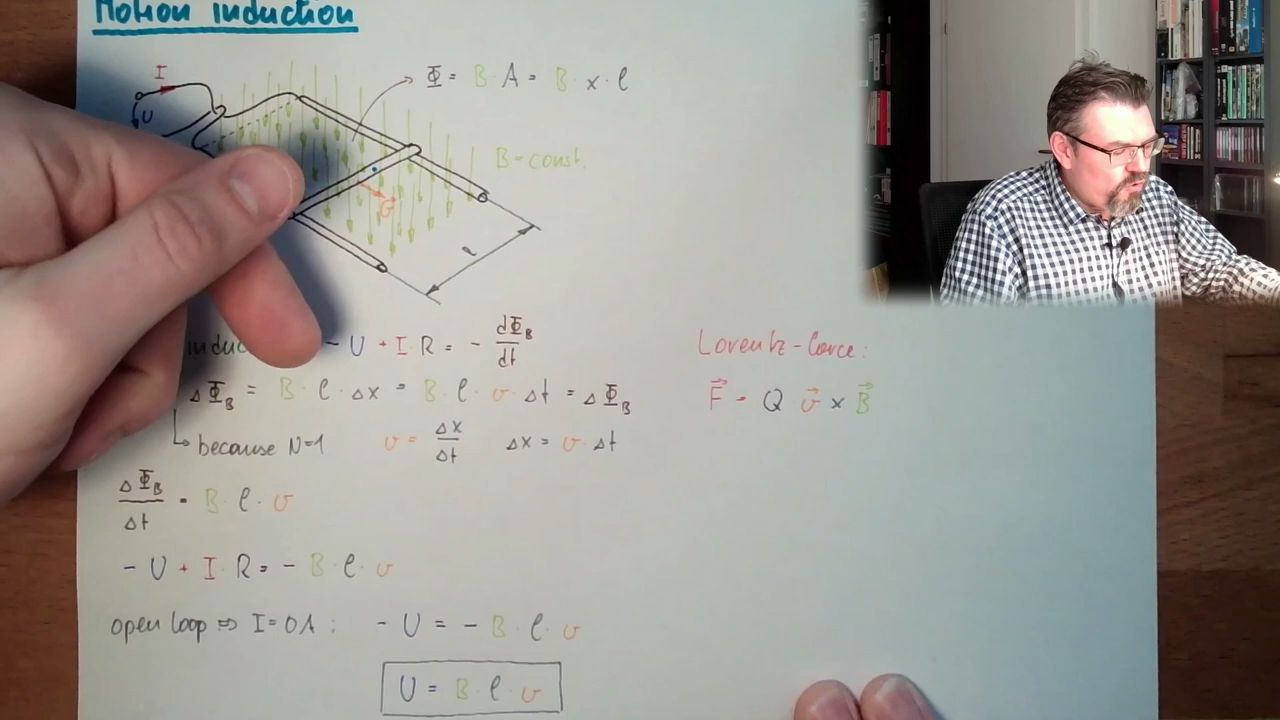 Motion induction
I
U
Φ = B · A = B · x · l
B = const.
v
l
- U + I · R = - dΦB/dt
ΔΦB = B · l · Δx = B · l · v · Δt = ΔΦB
because N=1 v = Δx/Δt Δx = v · Δt
ΔΦB/Δt = B · l · v
- U + I · R = - B · l · v
open loop ⇒ I = 0A : - U = - B · l · v
U = B · l · v
Lorentz-Force:
F⃗ = Q v⃗ × B⃗